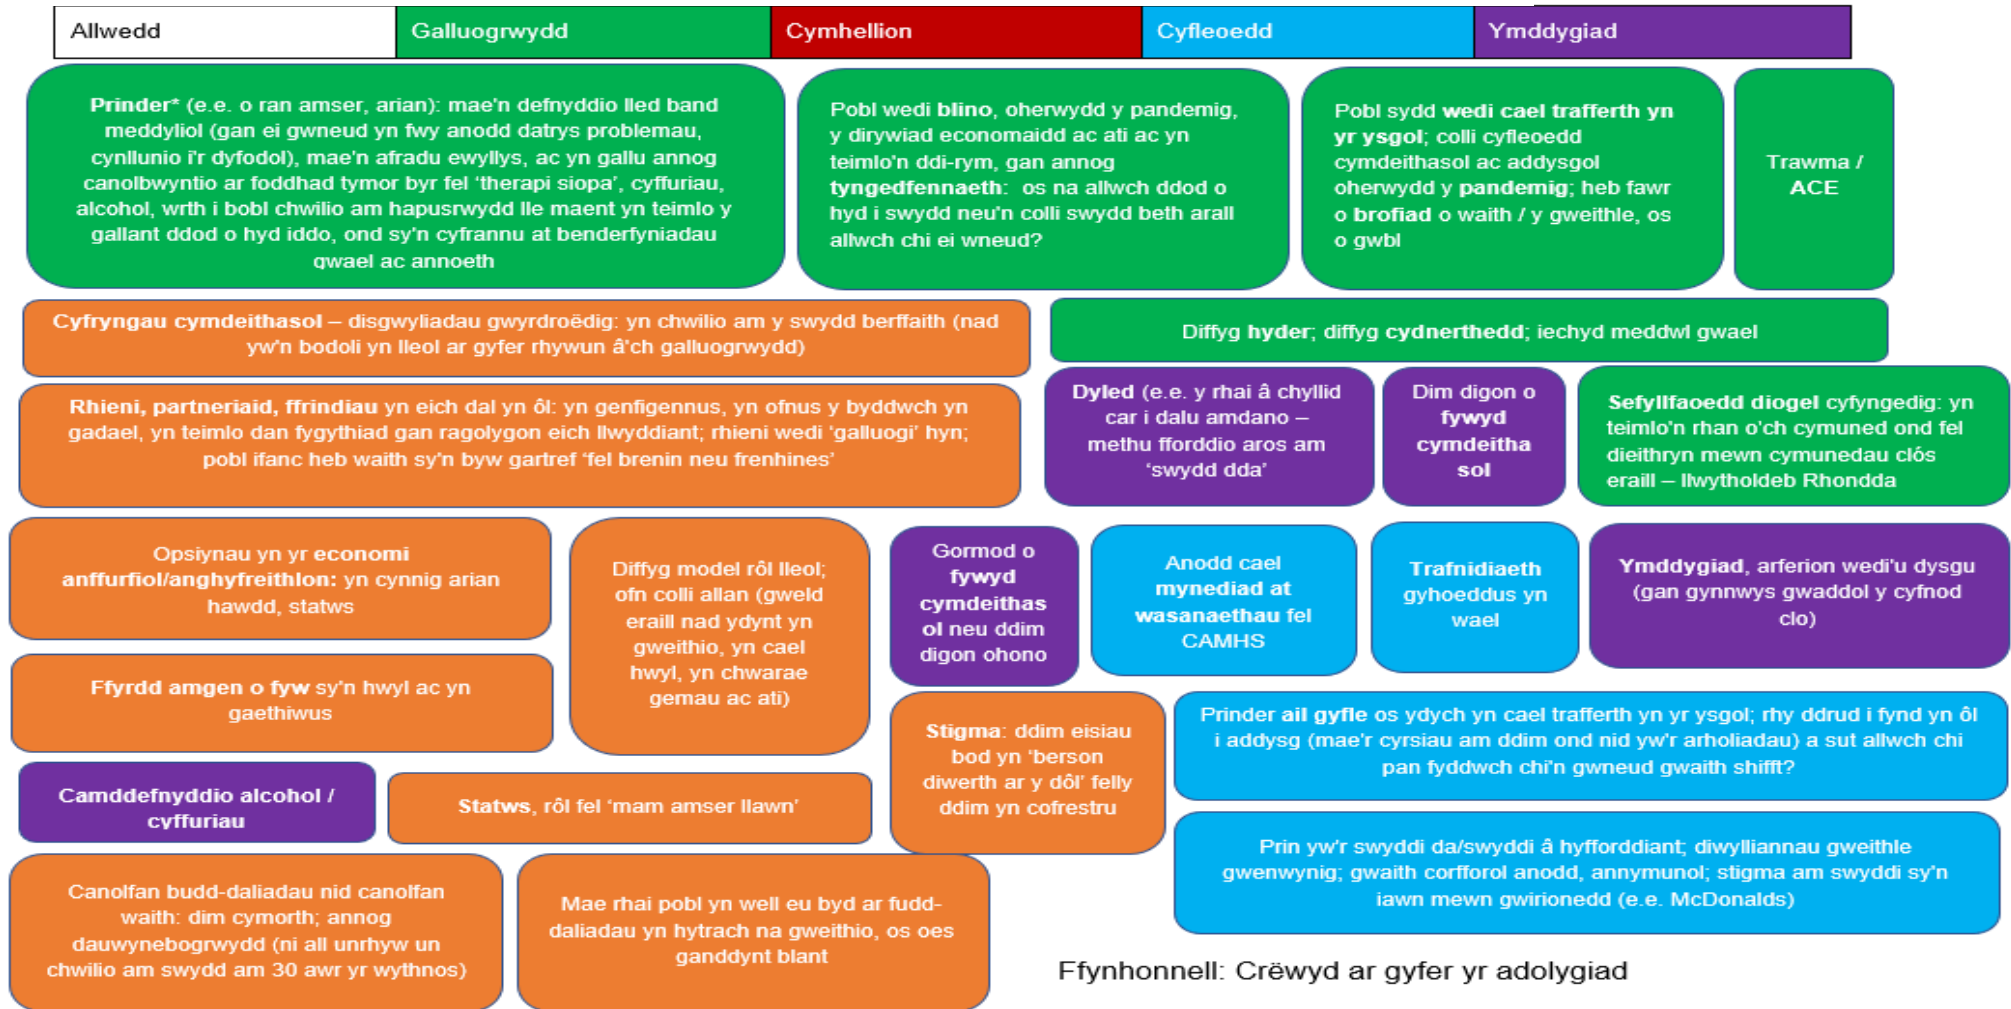 Allwedd
Galluogrwydd
Cymhellion
Cyfleoedd
Ymddygiad
Prinder* (e.e. o ran amser, arian): mae'n defnyddio lled band
meddyliol (gan ei gwneud yn fwy anodd datrys problemau,
cynllunio i'r dyfodol), mae'n afradu ewyllys, ac yn gallu annog
canolbwyntio ar foddhad tymor byr fel ‘therapi siopa’, cyffuriau,
alcohol, wrth i bobl chwilio am hapusrwydd lle maent yn teimlo y
gallant ddod o hyd iddo, ond sy'n cyfrannu at benderfyniadau
gwael ac annoeth
Pobl wedi blino, oherwydd y pandemig,
y dirywiad economaidd ac ati ac yn
teimlo'n ddi-rym, gan annog
tyngedfennaeth: os na allwch ddod o
hyd i swydd neu'n colli swydd beth arall
allwch chi ei wneud?
Pobl sydd wedi cael trafferth yn
yr ysgol; colli cyfleoedd
cymdeithasol ac addysgol
oherwydd y pandemig; heb fawr
o brofiad o waith / y gweithle, os
o gwbl
Trawma /
ACE
Cyfryngau cymdeithasol – disgwyliadau gwyrdroëdig: yn chwilio am y swydd berffaith (nad
yw'n bodoli yn lleol ar gyfer rhywun â'ch galluogrwydd)
Diffyg hyder; diffyg cydnerthedd; iechyd meddwl gwael
Rhieni, partneriaid, ffrindiau yn eich dal yn ôl: yn genfigennus, yn ofnus y byddwch yn
gadael, yn teimlo dan fygythiad gan ragolygon eich llwyddiant; rhieni wedi ‘galluogi’ hyn;
pobl ifanc heb waith sy'n byw gartref ‘fel brenin neu frenhines’
Dyled (e.e. y rhai â chyllid
car i dalu amdano –
methu fforddio aros am
‘swydd dda’
Dim digon o
fywyd
cymdeitha
sol
Sefyllfaoedd diogel cyfyngedig: yn
teimlo'n rhan o'ch cymuned ond fel
dieithryn mewn cymunedau clós
eraill – llwytholdeb Rhondda
Opsiynau yn yr economi
anffurfiol/anghyfreithlon: yn cynnig arian
hawdd, statws
Diffyg model rôl lleol;
ofn colli allan (gweld
eraill nad ydynt yn
gweithio, yn cael
hwyl, yn chwarae
gemau ac ati)
Gormod o
fywyd
cymdeithas
ol neu ddim
digon ohono
Anodd cael
mynediad at
wasanaethau fel
CAMHS
Trafnidiaeth
gyhoeddus yn
wael
Ymddygiad, arferion wedi'u dysgu
(gan gynnwys gwaddol y cyfnod
clo)
Ffyrdd amgen o fyw sy'n hwyl ac yn
gaethiwus
Stigma: ddim eisiau
bod yn ‘berson
diwerth ar y dôl’ felly
ddim yn cofrestru
Prinder ail gyfle os ydych yn cael trafferth yn yr ysgol; rhy ddrud i fynd yn ôl
i addysg (mae'r cyrsiau am ddim ond nid yw'r arholiadau) a sut allwch chi
pan fyddwch chi'n gwneud gwaith shifft?
Camddefnyddio alcohol /
cyffuriau
Statws, rôl fel ‘mam amser llawn’
Prin yw'r swyddi da/swyddi â hyfforddiant; diwylliannau gweithle
gwenwynig; gwaith corfforol anodd, annymunol; stigma am swyddi sy'n
iawn mewn gwirionedd (e.e. McDonalds)
Canolfan budd-daliadau nid canolfan
waith: dim cymorth; annog
dauwynebogrwydd (ni all unrhyw un
chwilio am swydd am 30 awr yr wythnos)
Mae rhai pobl yn well eu byd ar fudd-
daliadau yn hytrach na gweithio, os oes
ganddynt blant
Ffynhonnell: Crëwyd ar gyfer yr adolygiad